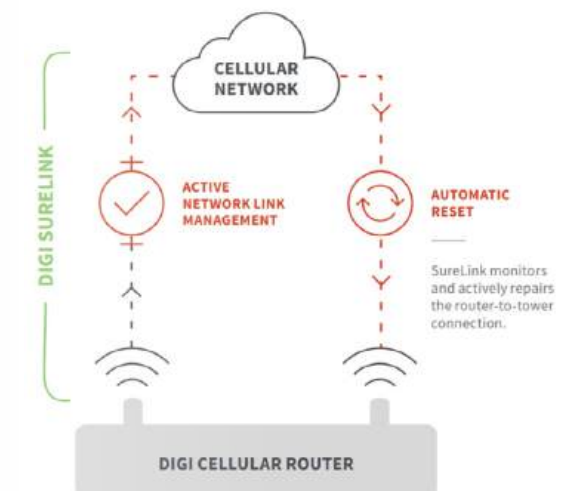 CELLULAR
NETWORK
DIGI SURELINK
ACTIVE
NETWORK LINK
MANAGEMENT
AUTOMATIC
RESET
SureLink monitors
and actively repairs
the router-to-tower
connection.
DIGI CELLULAR ROUTER